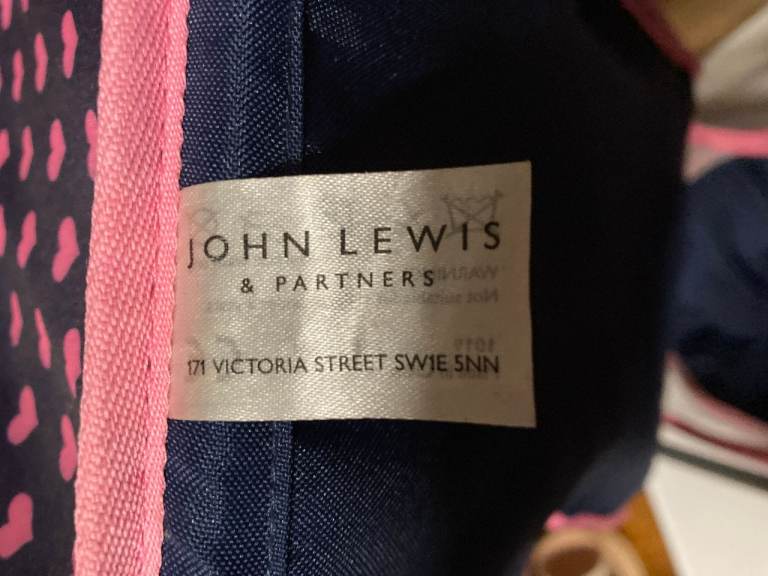 JOHN LEWIS
& PARTNERS
171 VICTORIA STREET SW1E 5NN